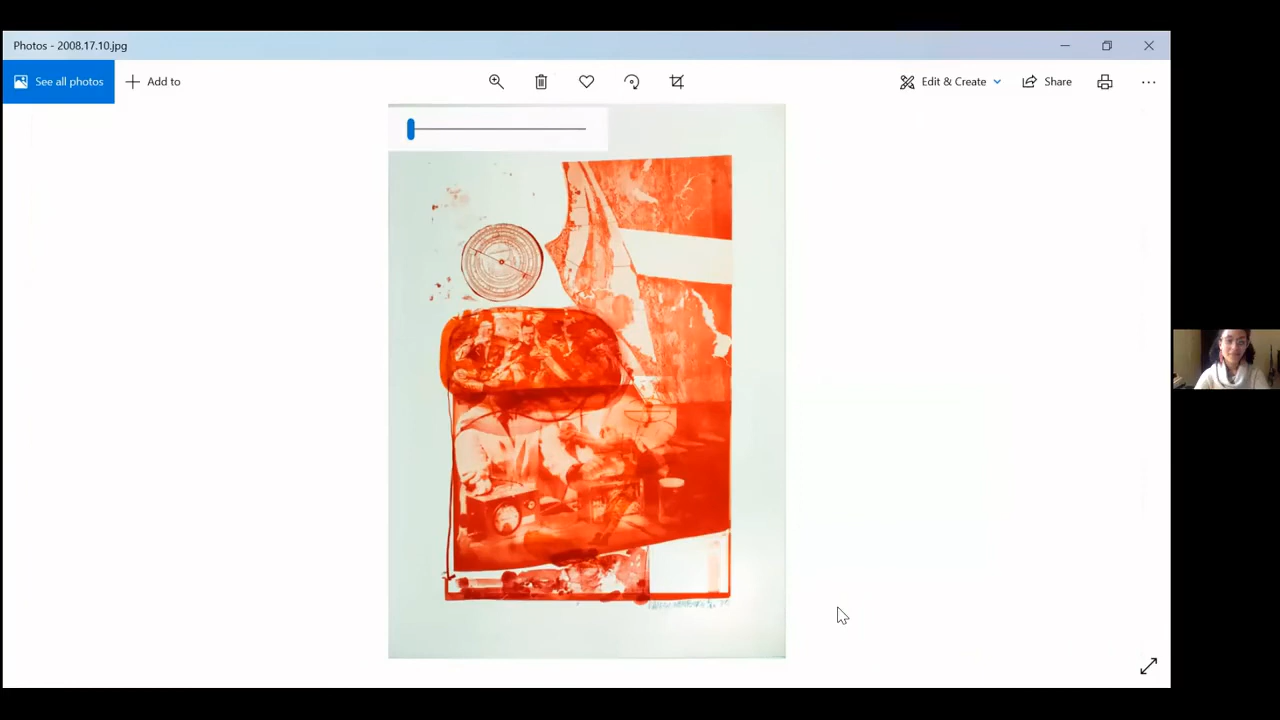 Photos - 2008.17.10.jpg
See all photos
Add to
Edit & Create
Share